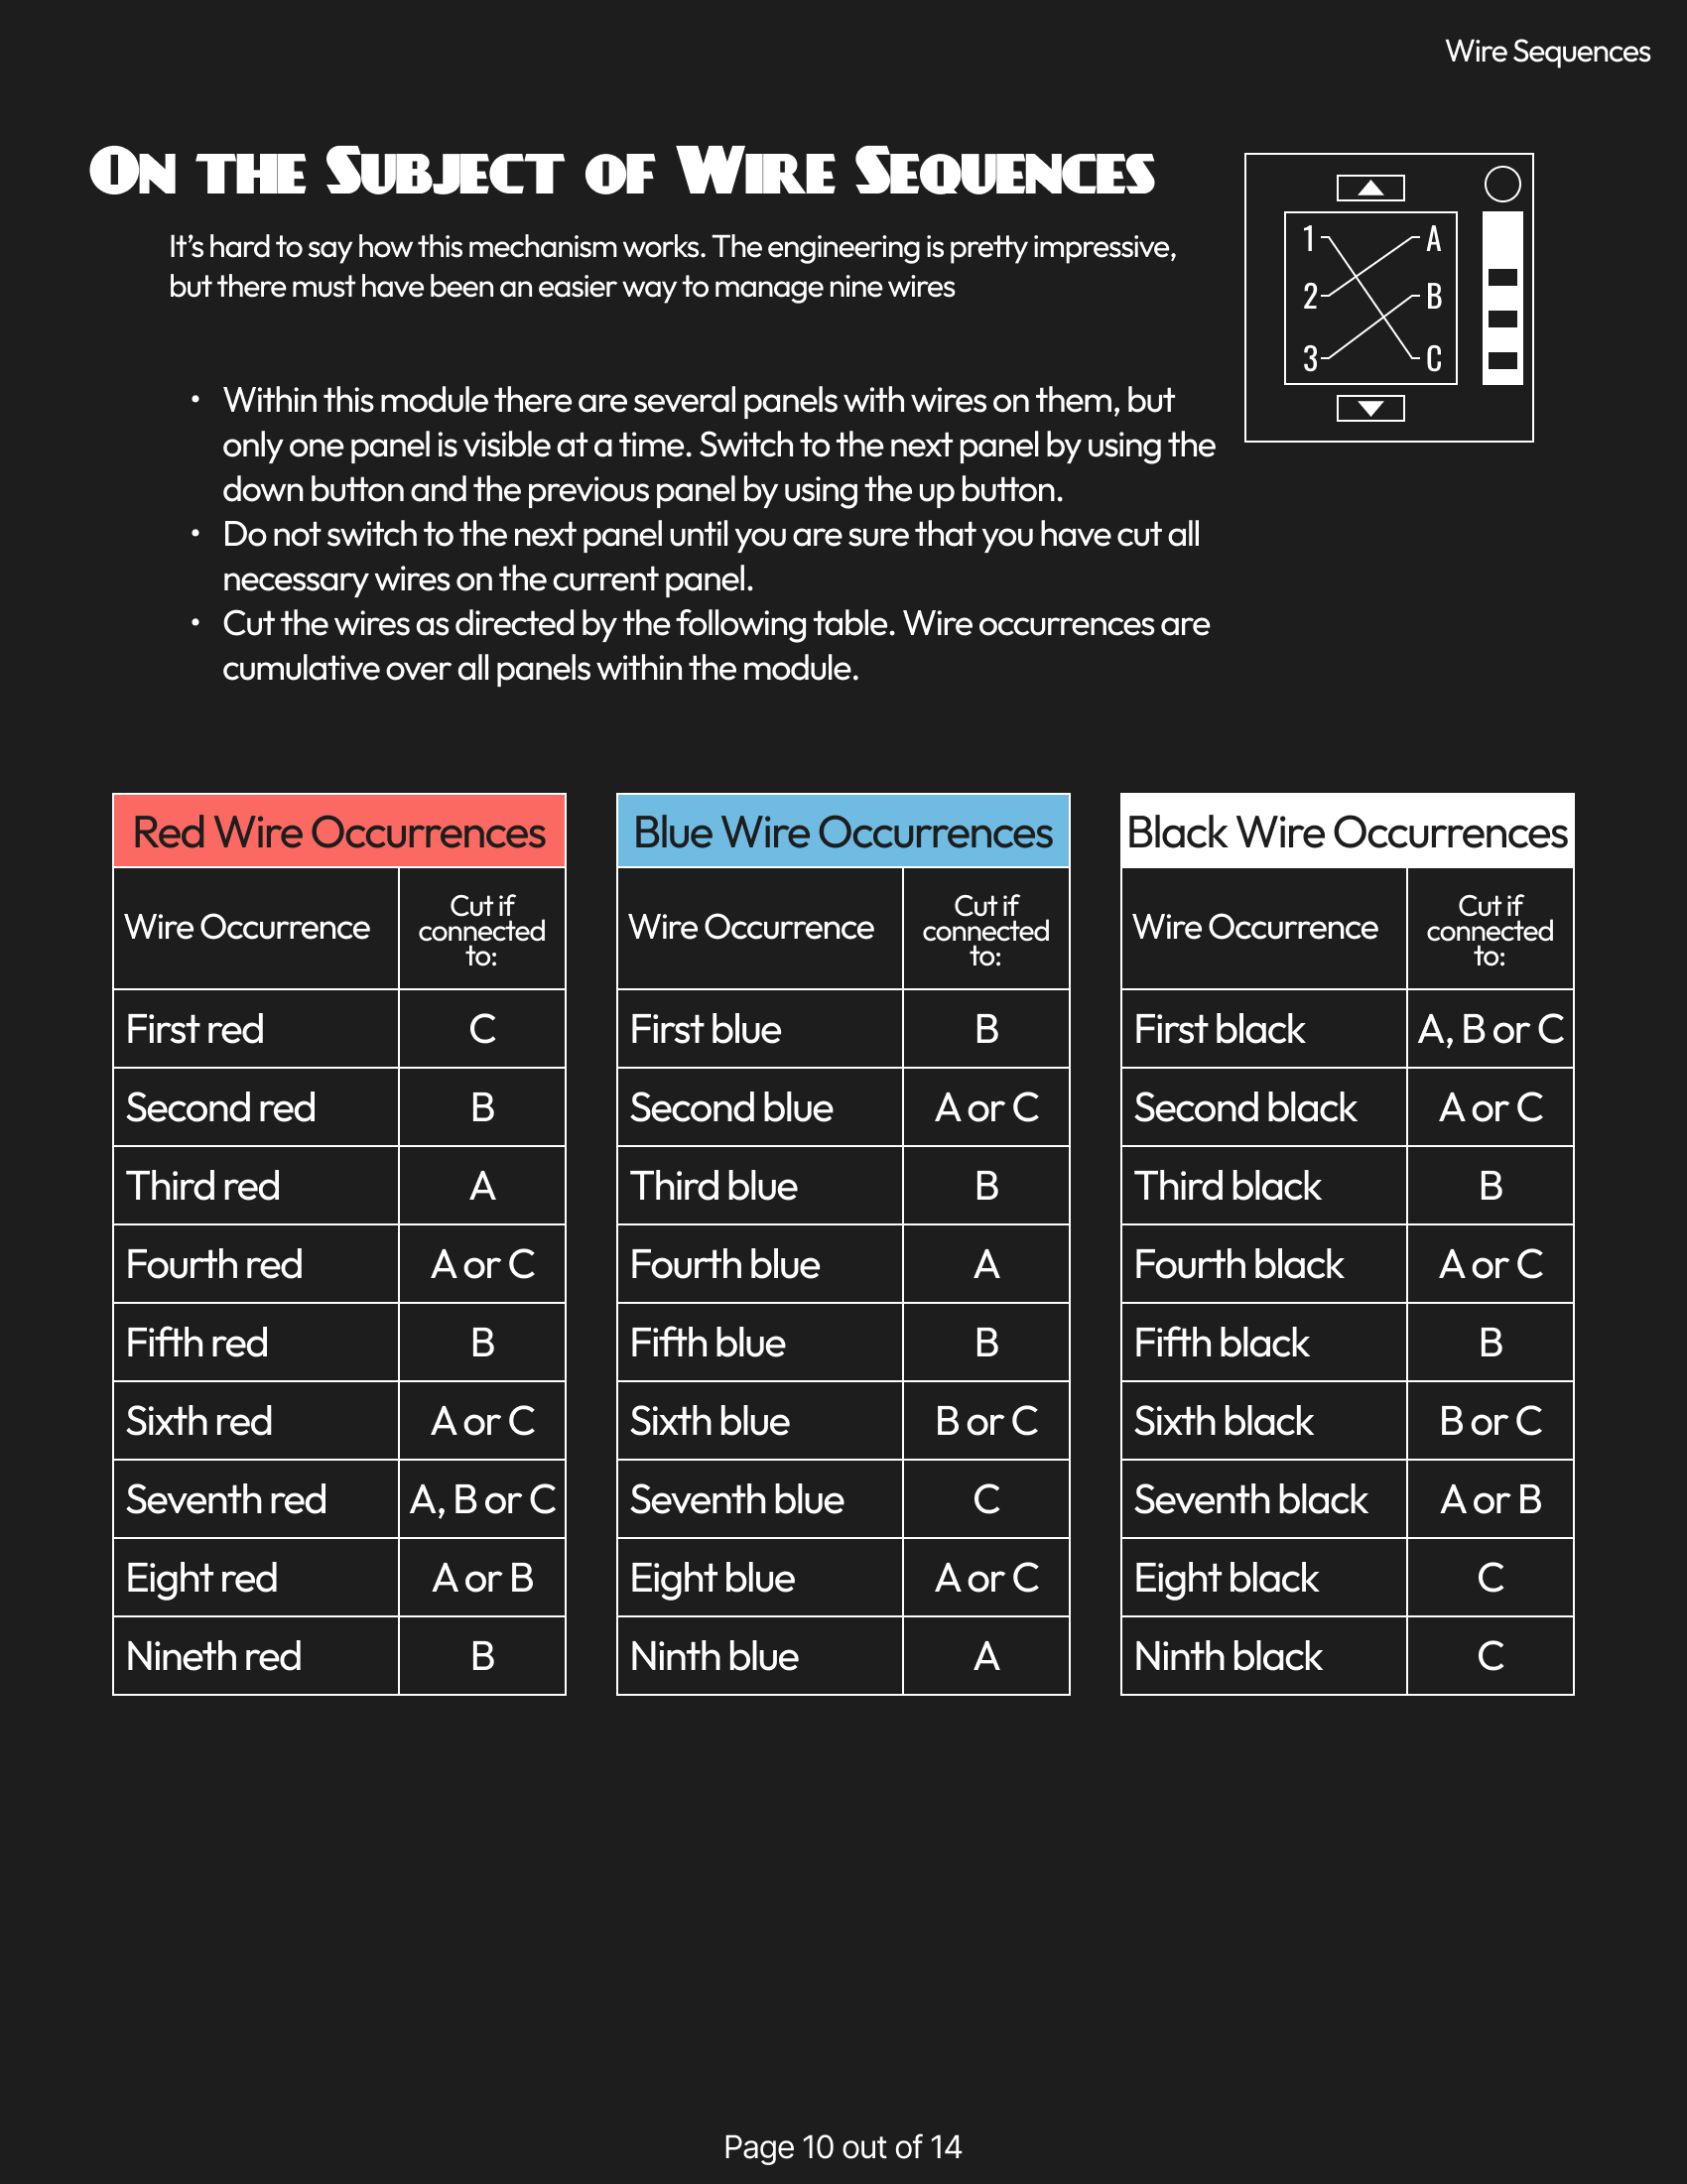 Wire Sequences
On the Subject of Wire Sequences
It's hard to say how this mechanism works. The engineering is pretty impressive,
but there must have been an easier way to manage nine wires
1 A
2 B
3 C
• Within this module there are several panels with wires on them, but
only one panel is visible at a time. Switch to the next panel by using the
down button and the previous panel by using the up button.
• Do not switch to the next panel until you are sure that you have cut all
necessary wires on the current panel.
• Cut the wires as directed by the following table. Wire occurrences are
cumulative over all panels within the module.
Red Wire Occurrences
Wire Occurrence Cut if connected to:
First red C
Second red B
Third red A
Fourth red A or C
Fifth red B
Sixth red A or C
Seventh red A, B or C
Eight red A or B
Nineth red B
Blue Wire Occurrences
Wire Occurrence Cut if connected to:
First blue B
Second blue A or C
Third blue B
Fourth blue A
Fifth blue B
Sixth blue B or C
Seventh blue C
Eight blue A or C
Ninth blue A
Black Wire Occurrences
Wire Occurrence Cut if connected to:
First black A, B or C
Second black A or C
Third black B
Fourth black A or C
Fifth black B
Sixth black B or C
Seventh black A or B
Eight black C
Ninth black C
Page 10 out of 14